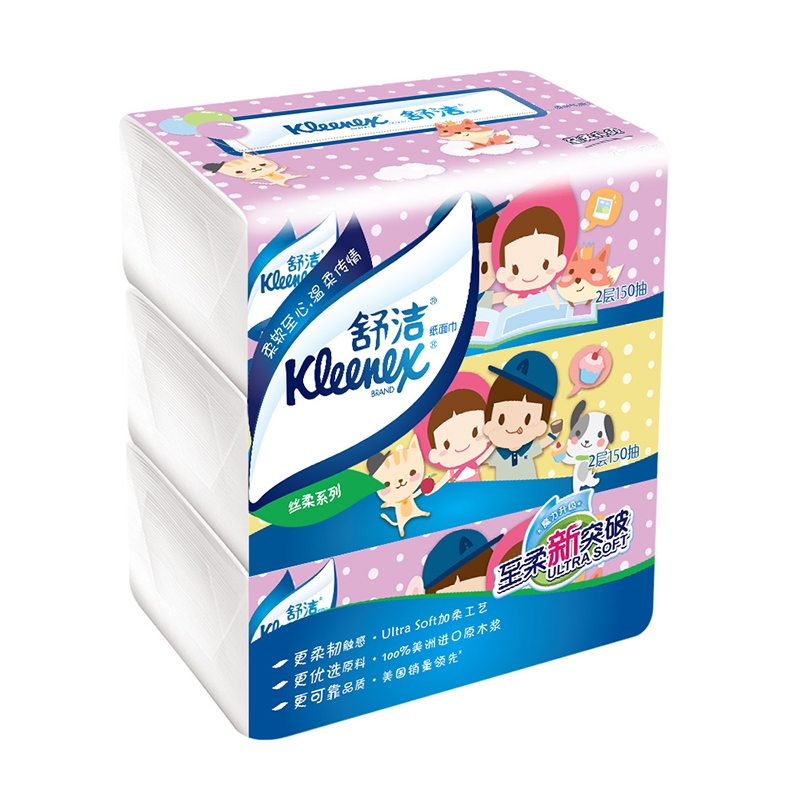 Kleenex 舒洁®
舒洁
Kleenex
柔软至心,温柔传情
舒洁®
纸面巾
Kleenex®
BRAND
2层150抽
2层150抽
丝柔系列
至柔新突破
ULTRA SOFT
舒洁
更柔韧触感·Ultra Soft加柔工艺
更优选原料·100%美洲进口原木浆
更可靠品质·美国销量领先*